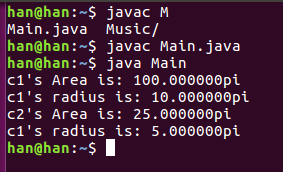 han@han:~$ javac M
Main.java  Music/
han@han:~$ javac Main.java
han@han:~$ java Main
c1's Area is: 100.000000pi
c1's radius is: 10.000000pi
c2's Area is: 25.000000pi
c1's radius is: 5.000000pi
han@han:~$